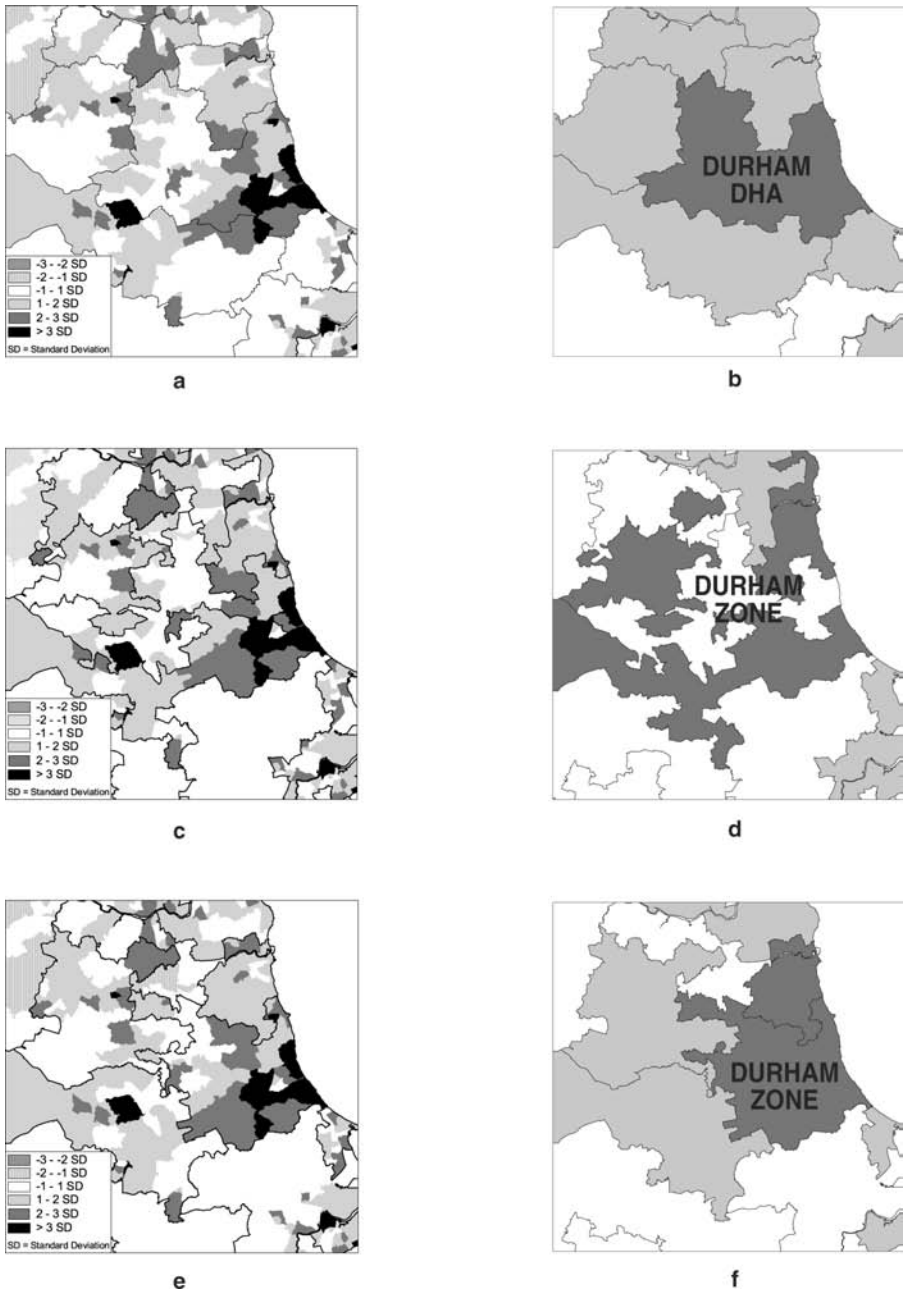 DURHAM
DHA
-3 - -2 SD
-2 - -1 SD
-1 - 1 SD
1 - 2 SD
2 - 3 SD
> 3 SD
SD = Standard Deviation
a
b
DURHAM
ZONE
-3 - -2 SD
-2 - -1 SD
-1 - 1 SD
1 - 2 SD
2 - 3 SD
> 3 SD
SD = Standard Deviation
c
d
DURHAM
ZONE
-3 - -2 SD
-2 - -1 SD
-1 - 1 SD
1 - 2 SD
2 - 3 SD
> 3 SD
SD = Standard Deviation
e
f